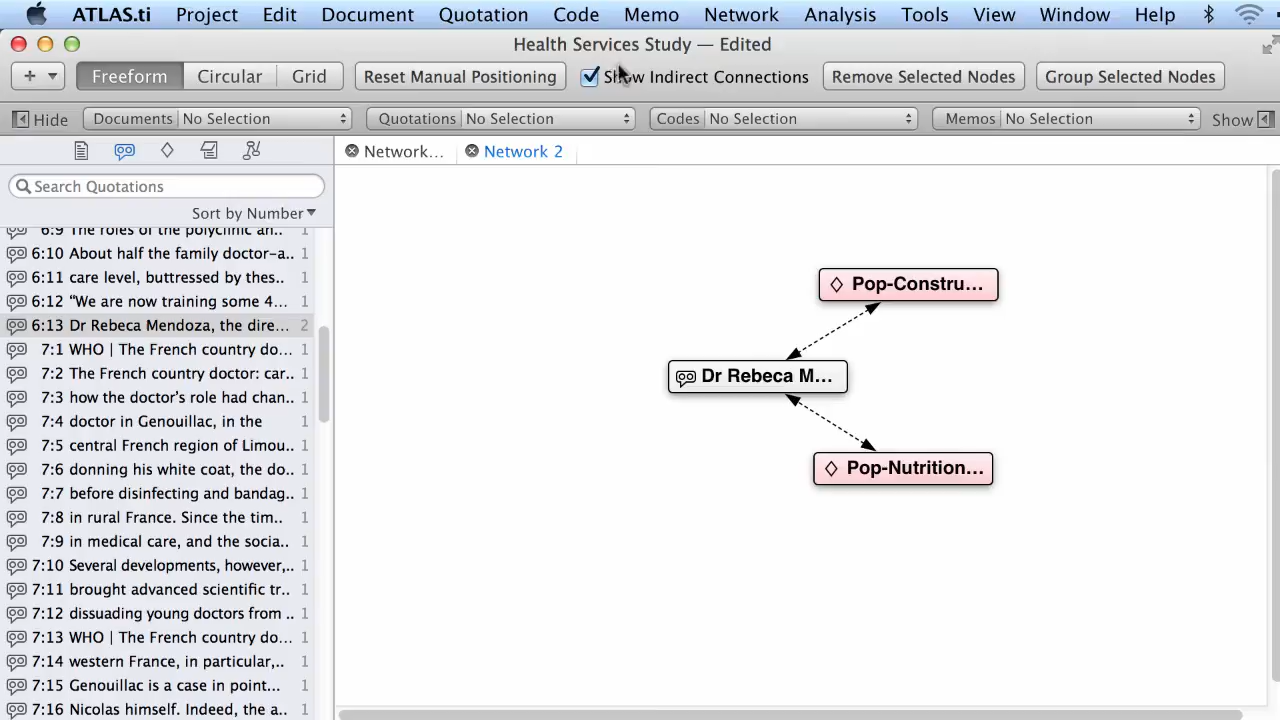 ATLAS.ti Project Edit Document Quotation Code Memo Network Analysis Tools View Window Help
Health Services Study — Edited
+ Freeform Circular Grid Reset Manual Positioning Show Indirect Connections Remove Selected Nodes Group Selected Nodes
Hide Documents No Selection Quotations No Selection Codes No Selection Memos No Selection Show
Network... Network 2
Search Quotations
Sort by Number
6:9 The roles of the polyclinic an.. 1
6:10 About half the family doctor–a.. 1
6:11 care level, buttressed by thes.. 1
6:12 “We are now training some 4... 1
6:13 Dr Rebeca Mendoza, the dire... 2
7:1 WHO | The French country do... 1
7:2 The French country doctor: car.. 1
7:3 how the doctor’s role had chan.. 1
7:4 doctor in Genouillac, in the 1
7:5 central French region of Limou.. 1
7:6 donning his white coat, the do.. 1
7:7 before disinfecting and bandag.. 1
7:8 in rural France. Since the tim.. 1
7:9 in medical care, and the socia.. 1
7:10 Several developments, however,.. 1
7:11 brought advanced scientific tr.. 1
7:12 dissuading young doctors from .. 1
7:13 WHO | The French country do... 1
7:14 western France, in particular,.. 1
7:15 Genouillac is a case in point... 1
7:16 Nicolas himself. Indeed, the a.. 1
Pop-Constru...
Dr Rebeca M...
Pop-Nutrition...